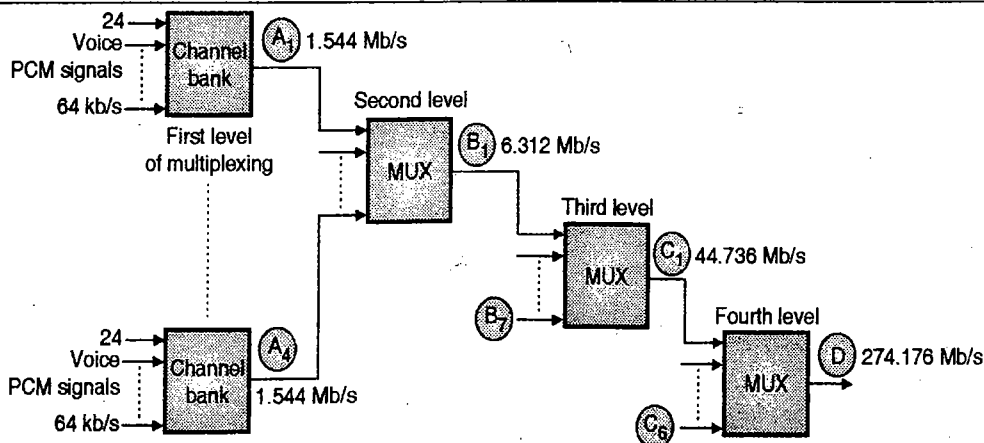 24
Voice
PCM signals
64 kb/s
Channel
bank
A1
1.544 Mb/s
First level
of multiplexing
Second level
MUX
B1
6.312 Mb/s
Third level
MUX
B7
C1
44.736 Mb/s
24
Voice
PCM signals
64 kb/s
Channel
bank
A4
1.544 Mb/s
Fourth level
MUX
C6
D
274.176 Mb/s